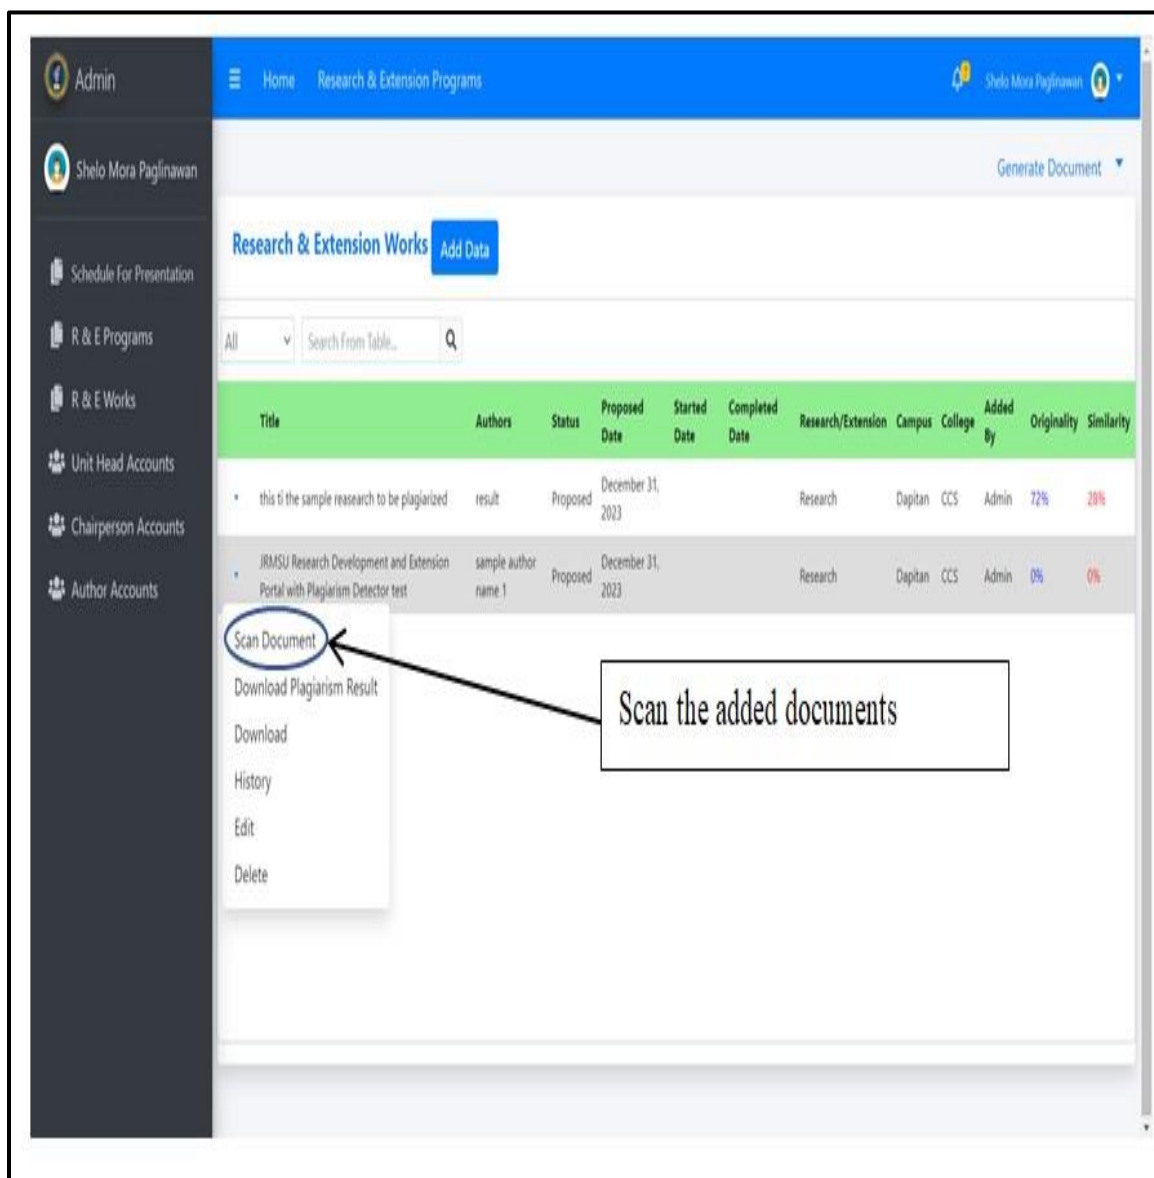 Admin
Home Research & Extension Programs
Shelo Mora Paglinawan
Shelo Mora Paglinawan
Generate Document
Research & Extension Works Add Data
Schedule For Presentation
R & E Programs
R & E Works
Unit Head Accounts
Chairperson Accounts
Author Accounts
All Search From Table...
Title Authors Status Proposed Date Started Date Completed Date Research/Extension Campus College Added By Originality Similarity
this ti the sample reasearch to be plagiarized result Proposed December 31, 2023 Research Dapitan CCS Admin 72% 28%
JRMSU Research Development and Extension Portal with Plagiarism Detector test sample author name 1 Proposed December 31, 2023 Research Dapitan CCS Admin 0% 0%
Scan Document
Download Plagiarism Result
Download
History
Edit
Delete
Scan the added documents